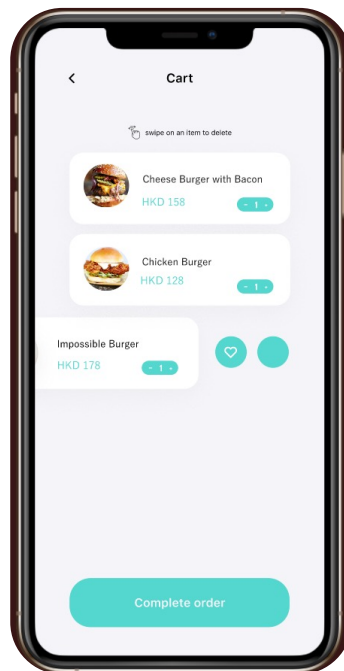 Cart
swipe on an item to delete
Cheese Burger with Bacon
HKD 158
- 1 +
Chicken Burger
HKD 128
- 1 +
Impossible Burger
HKD 178
- 1 +
Complete order